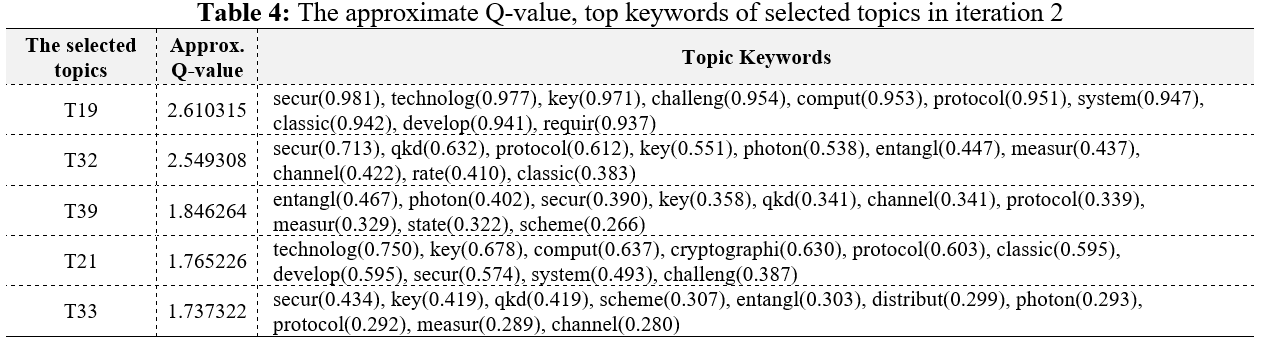 Table 4: The approximate Q-value, top keywords of selected topics in iteration 2
The selected topics Approx. Q-value Topic Keywords
T19 2.610315 secur(0.981), technolog(0.977), key(0.971), challeng(0.954), comput(0.953), protocol(0.951), system(0.947),
classic(0.942), develop(0.941), requir(0.937)
T32 2.549308 secur(0.713), qkd(0.632), protocol(0.612), key(0.551), photon(0.538), entangl(0.447), measur(0.437),
channel(0.422), rate(0.410), classic(0.383)
T39 1.846264 entangl(0.467), photon(0.402), secur(0.390), key(0.358), qkd(0.341), channel(0.341), protocol(0.339),
measur(0.329), state(0.322), scheme(0.266)
T21 1.765226 technolog(0.750), key(0.678), comput(0.637), cryptographi(0.630), protocol(0.603), classic(0.595),
develop(0.595), secur(0.574), system(0.493), challeng(0.387)
T33 1.737322 secur(0.434), key(0.419), qkd(0.419), scheme(0.307), entangl(0.303), distribut(0.299), photon(0.293),
protocol(0.292), measur(0.289), channel(0.280)